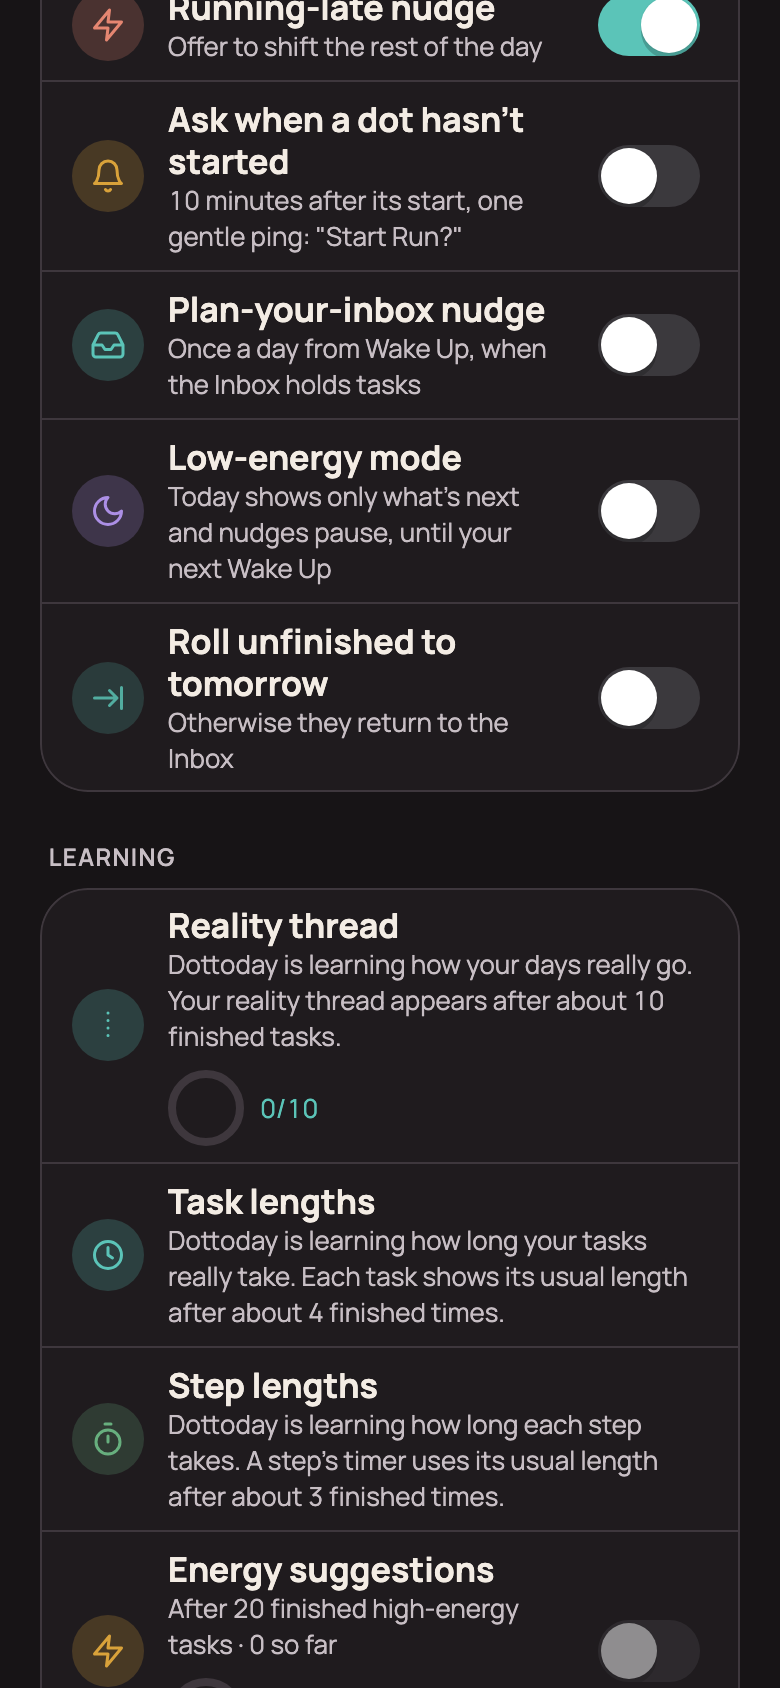 Running-late nudge
Offer to shift the rest of the day
Ask when a dot hasn’t
started
10 minutes after its start, one
gentle ping: "Start Run?"
Plan-your-inbox nudge
Once a day from Wake Up, when
the Inbox holds tasks
Low-energy mode
Today shows only what’s next
and nudges pause, until your
next Wake Up
Roll unfinished to
tomorrow
Otherwise they return to the
Inbox
LEARNING
Reality thread
Dottoday is learning how your days really go.
Your reality thread appears after about 10
finished tasks.
0/10
Task lengths
Dottoday is learning how long your tasks
really take. Each task shows its usual length
after about 4 finished times.
Step lengths
Dottoday is learning how long each step
takes. A step’s timer uses its usual length
after about 3 finished times.
Energy suggestions
After 20 finished high-energy
tasks · 0 so far